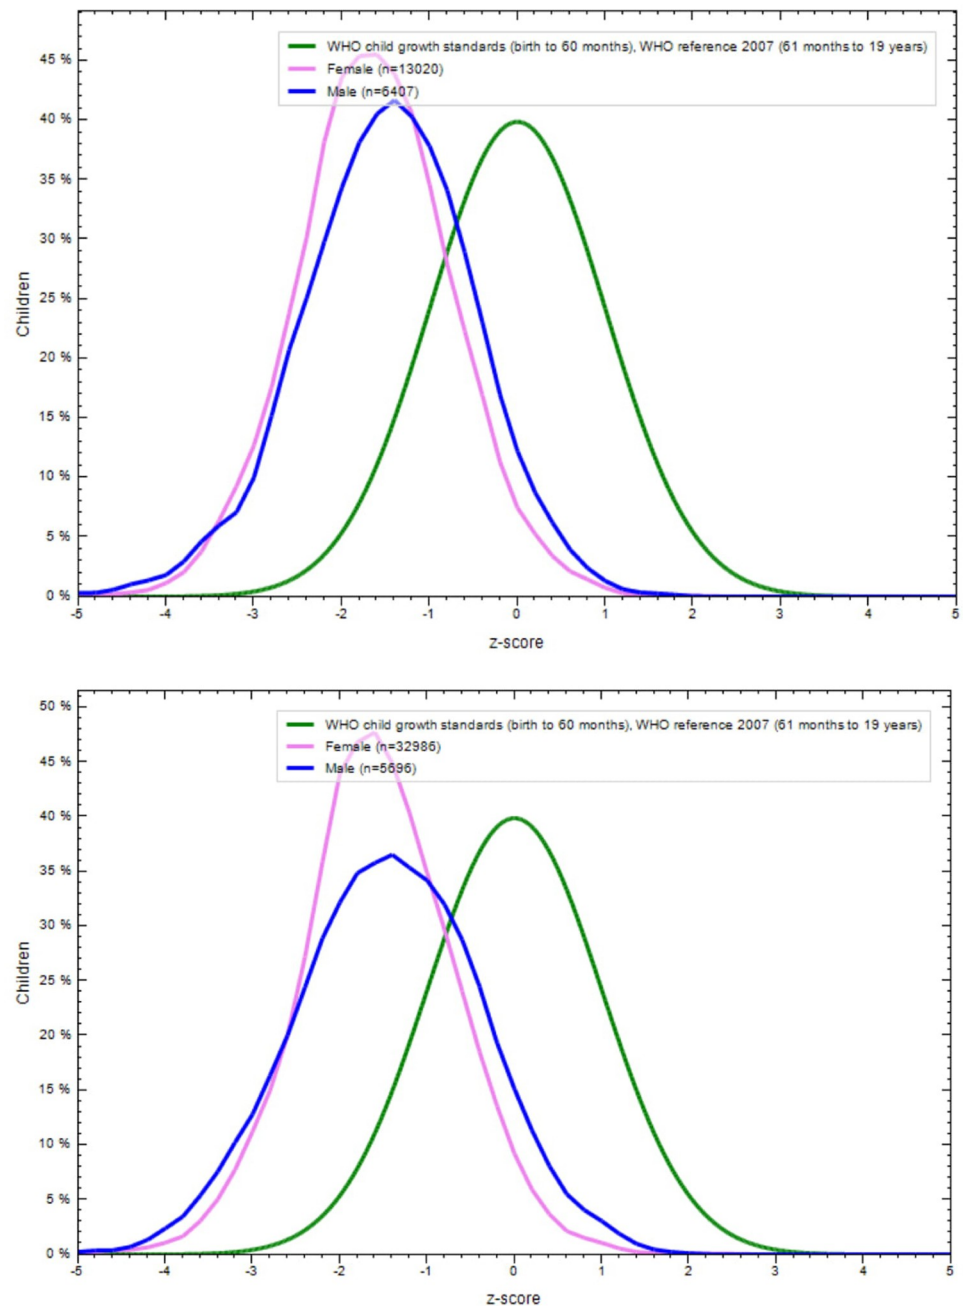 WHO child growth standards (birth to 60 months), WHO reference 2007 (61 months to 19 years)
Female (n=13020)
Male (n=6407)
45 %
40 %
35 %
30 %
25 %
20 %
15 %
10 %
5 %
0 %
Children
-5 -4 -3 -2 -1 0 1 2 3 4 5
z-score
WHO child growth standards (birth to 60 months), WHO reference 2007 (61 months to 19 years)
Female (n=32986)
Male (n=5696)
50 %
45 %
40 %
35 %
30 %
25 %
20 %
15 %
10 %
5 %
0 %
Children
-5 -4 -3 -2 -1 0 1 2 3 4 5
z-score